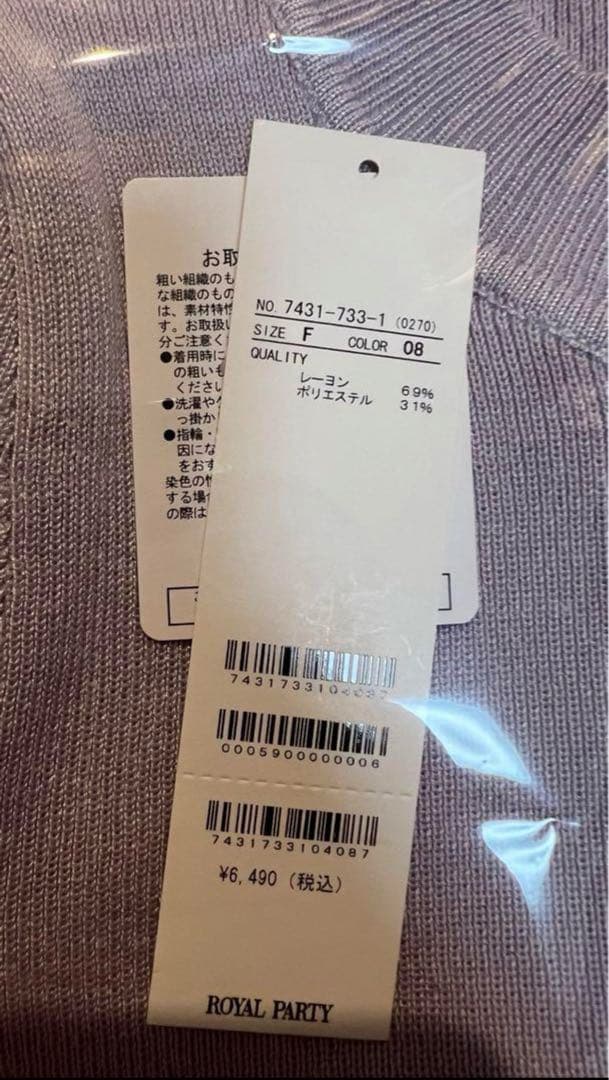 お取
粗い組織のも
な組織のもの
は、素材特性
す。お取扱い
分ご注意く
●着用時に
の粗いも
くださ
●洗濯や
っ掛か
●指輪・
因にな
をおす
染色の
する場合
の際は
NO. 7431-733-1 (0270)
SIZE F COLOR 08
QUALITY
レーヨン 69%
ポリエステル 31%
0005900000006
7431733104087
¥6,490 (税込)
ROYAL PARTY